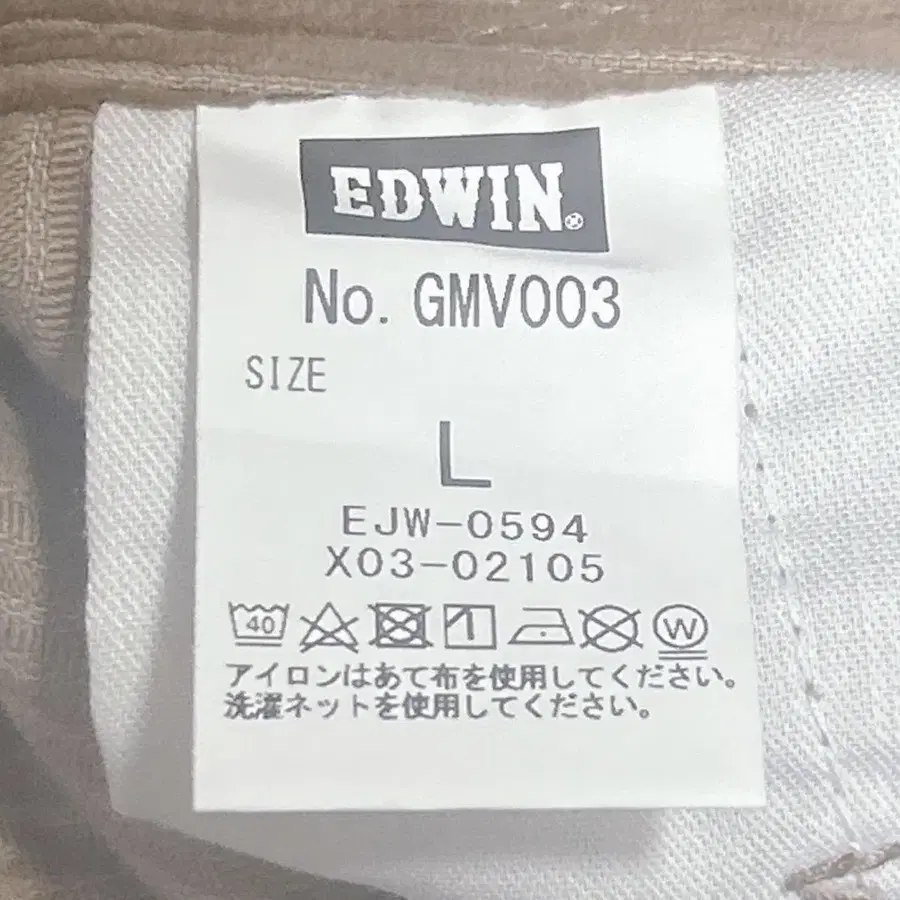 EDWIN®
No. GMV003
SIZE
L
EJW-0594
X03-02105
40 W
アイロンはあて布を使用してください。
洗濯ネットを使用してください。